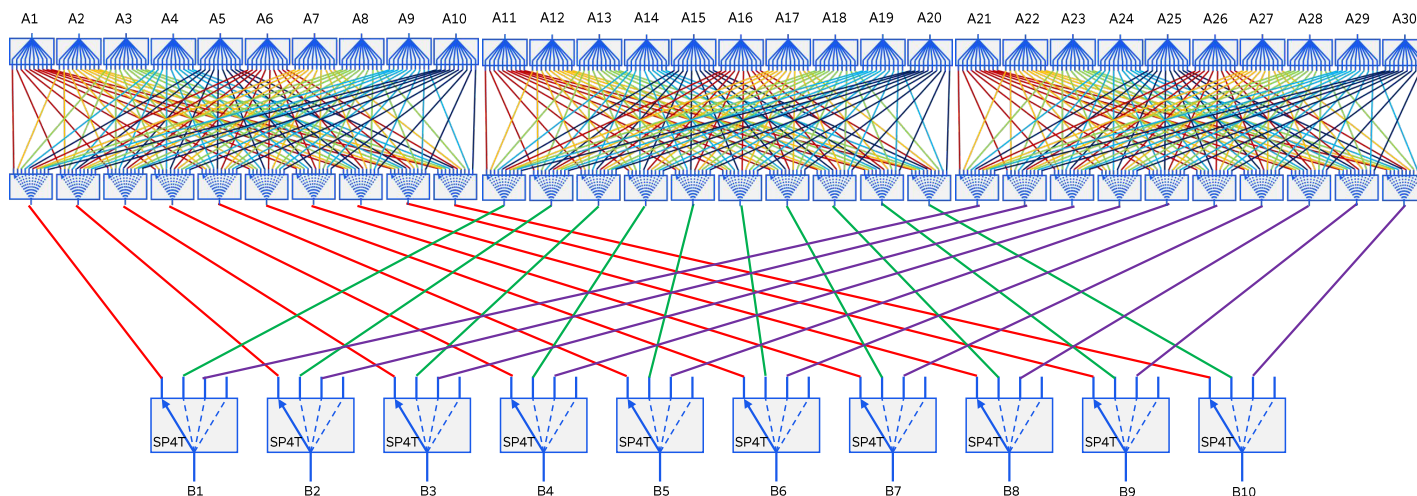 A1 A2 A3 A4 A5 A6 A7 A8 A9 A10 A11 A12 A13 A14 A15 A16 A17 A18 A19 A20 A21 A22 A23 A24 A25 A26 A27 A28 A29 A30
SP4T SP4T SP4T SP4T SP4T SP4T SP4T SP4T SP4T SP4T
B1 B2 B3 B4 B5 B6 B7 B8 B9 B10